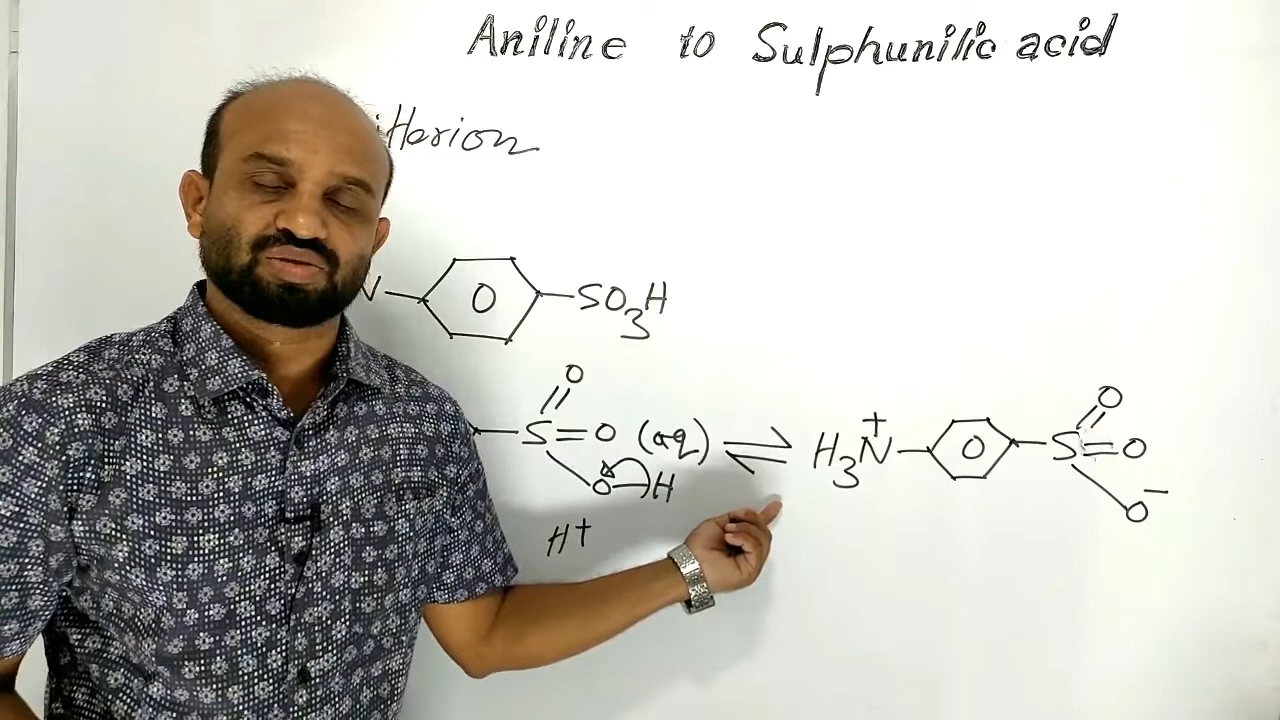 Aniline to Sulphunilic acid
itterion
N SO3H
O
S=O (aq) ⇌ H3N+ S=O
O H O−
H+